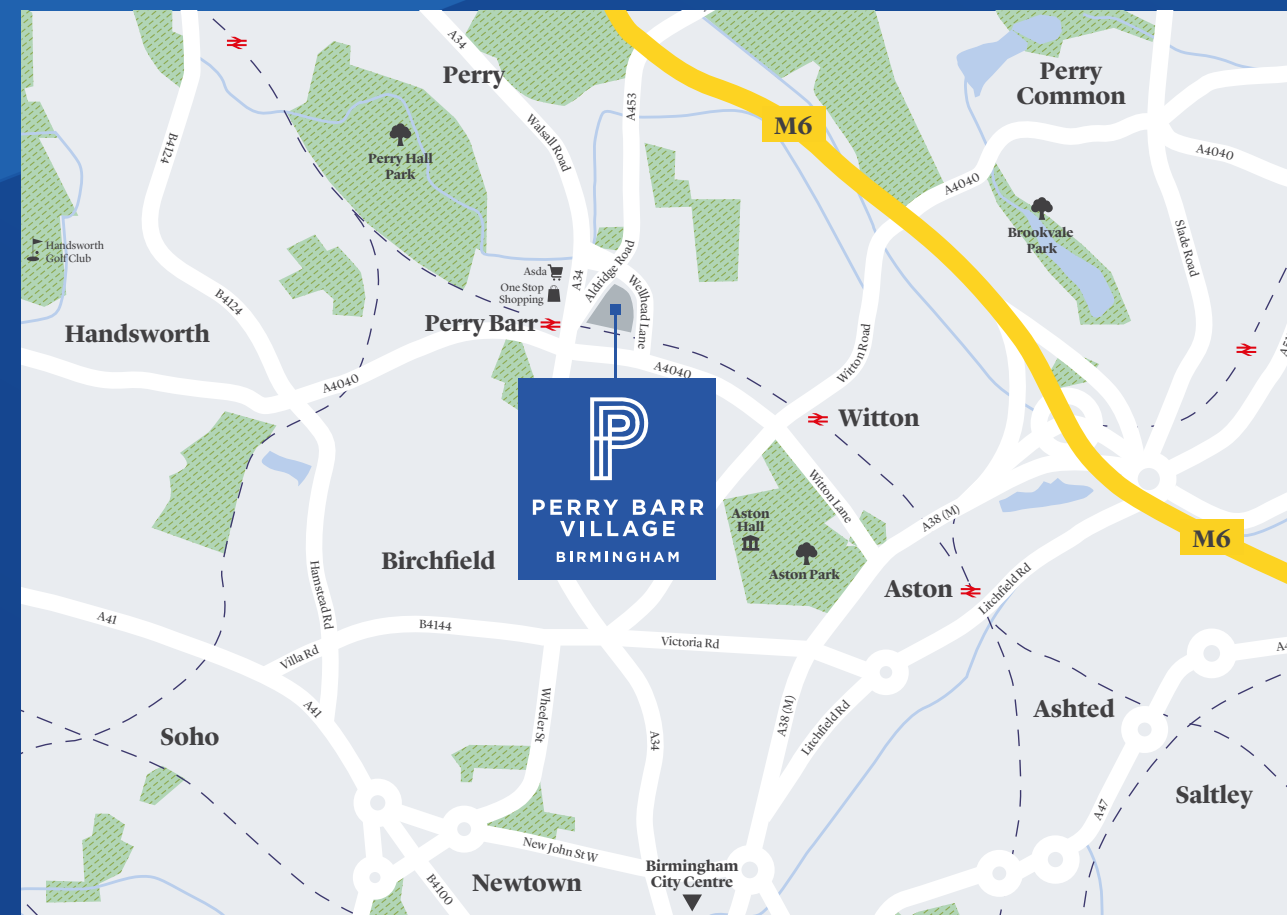 A34
Perry
A453
Perry
Common
M6
B4124
Walsall Road
Perry Hall
Park
A4040
A4040
Brookvale
Park
Slade Road
Handsworth
Golf Club
Asda
One Stop
Shopping
A34
Aldridge Road
Wellhead Lane
B4124
Handsworth
Perry Barr
A4040
A4040
Witton Road
Witton
PERRY BARR
VILLAGE
BIRMINGHAM
Witton Lane
Aston
Hall
Aston Park
A38 (M)
M6
Birchfield
Hamstead Rd
Aston
Litchfield Rd
A41
B4144
Victoria Rd
Villa Rd
A41
Wheeler St
A34
A38 (M)
Litchfield Rd
Ashted
Soho
Saltley
A47
New John St W
Birmingham
City Centre
Newtown
B4100